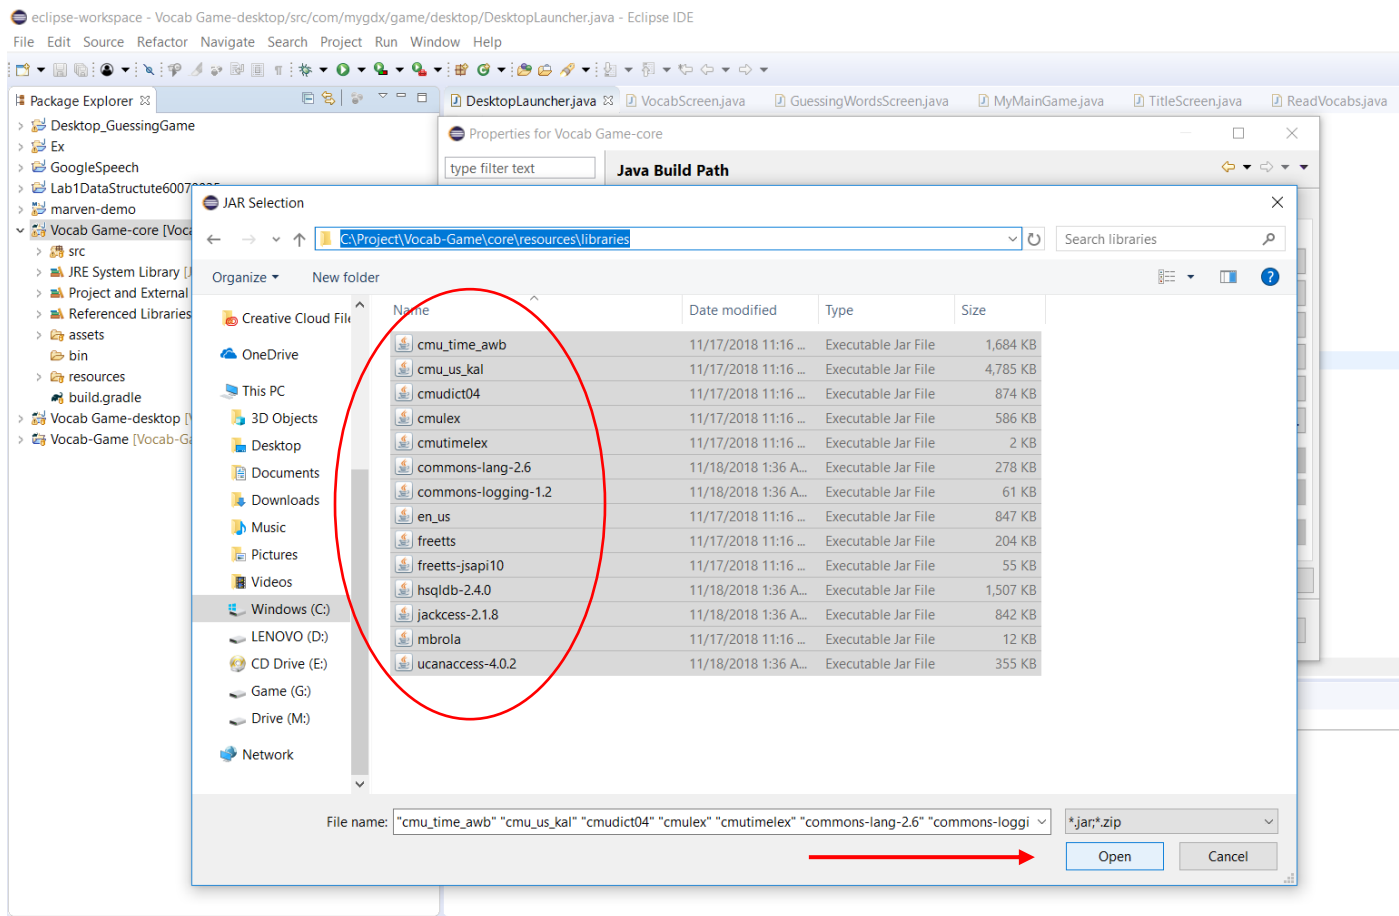 eclipse-workspace - Vocab Game-desktop/src/com/mygdx/game/desktop/DesktopLauncher.java - Eclipse IDE
File Edit Source Refactor Navigate Search Project Run Window Help
Package Explorer
DesktopLauncher.java VocabScreen.java GuessingWordsScreen.java MyMainGame.java TitleScreen.java ReadVocabs.java
Desktop_GuessingGame
Ex
GoogleSpeech
Lab1DataStructute60070025
marven-demo
Vocab Game-core [Voca
src
JRE System Library [J
Project and External
Referenced Libraries
assets
bin
resources
build.gradle
Vocab Game-desktop [V
Vocab-Game [Vocab-Ga
Properties for Vocab Game-core
type filter text
Java Build Path
JAR Selection
C:\Project\Vocab-Game\core\resources\libraries
Search libraries
Organize New folder
Creative Cloud File
OneDrive
This PC
3D Objects
Desktop
Documents
Downloads
Music
Pictures
Videos
Windows (C:)
LENOVO (D:)
CD Drive (E:)
Game (G:)
Drive (M:)
Network
Name Date modified Type Size
cmu_time_awb 11/17/2018 11:16 ... Executable Jar File 1,684 KB
cmu_us_kal 11/17/2018 11:16 ... Executable Jar File 4,785 KB
cmudict04 11/17/2018 11:16 ... Executable Jar File 874 KB
cmulex 11/17/2018 11:16 ... Executable Jar File 586 KB
cmutimelex 11/17/2018 11:16 ... Executable Jar File 2 KB
commons-lang-2.6 11/18/2018 1:36 A... Executable Jar File 278 KB
commons-logging-1.2 11/18/2018 1:36 A... Executable Jar File 61 KB
en_us 11/17/2018 11:16 ... Executable Jar File 847 KB
freetts 11/17/2018 11:16 ... Executable Jar File 204 KB
freetts-jsapi10 11/17/2018 11:16 ... Executable Jar File 55 KB
hsqldb-2.4.0 11/18/2018 1:36 A... Executable Jar File 1,507 KB
jackcess-2.1.8 11/18/2018 1:36 A... Executable Jar File 842 KB
mbrola 11/17/2018 11:16 ... Executable Jar File 12 KB
ucanaccess-4.0.2 11/18/2018 1:36 A... Executable Jar File 355 KB
File name: "cmu_time_awb" "cmu_us_kal" "cmudict04" "cmulex" "cmutimelex" "commons-lang-2.6" "commons-loggi
*.jar;*.zip
Open Cancel